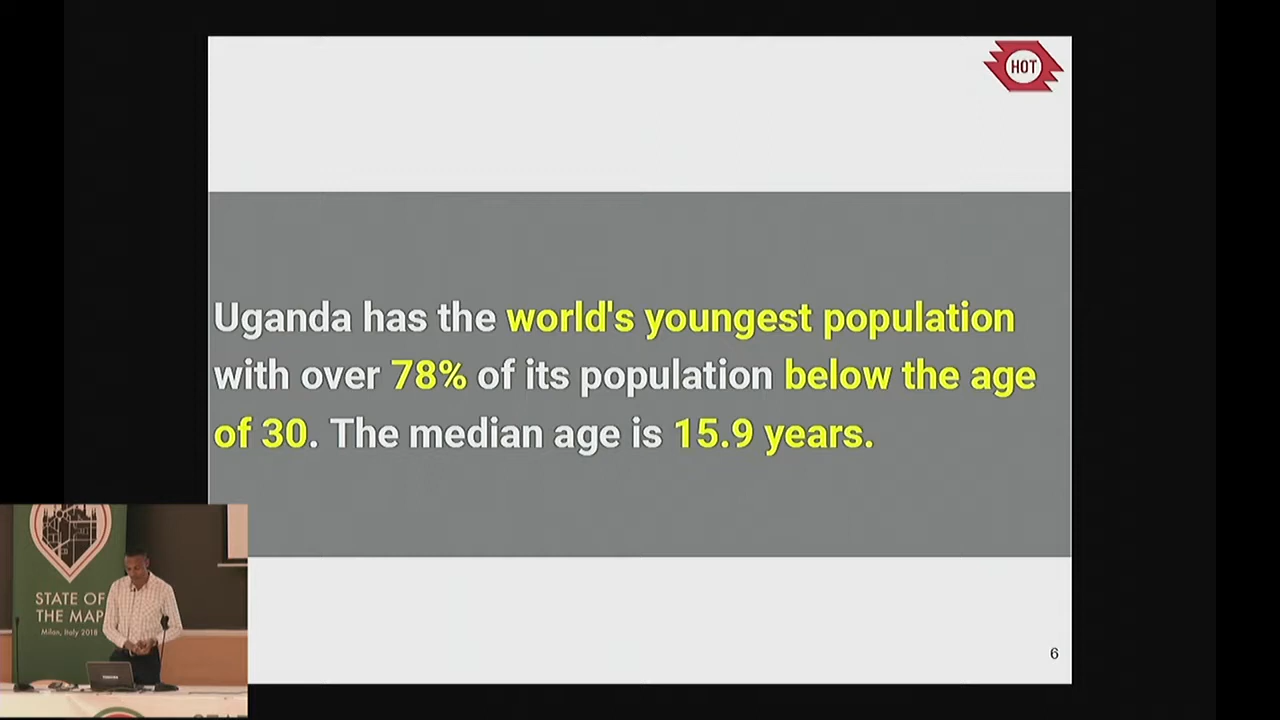 HOT
Uganda has the world's youngest population
with over 78% of its population below the age
of 30. The median age is 15.9 years.
STATE OF
THE MAP
Milan, Italy 2018
6